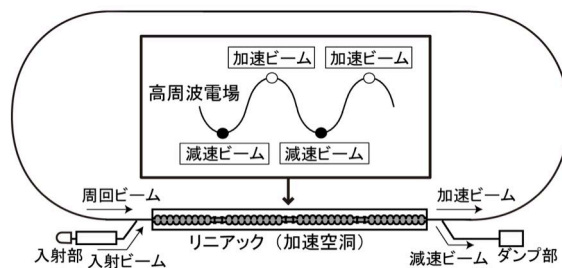 加速ビーム 加速ビーム
高周波電場
減速ビーム 減速ビーム
周回ビーム 加速ビーム
入射部 入射ビーム リニアック（加速空洞） 減速ビーム ダンプ部